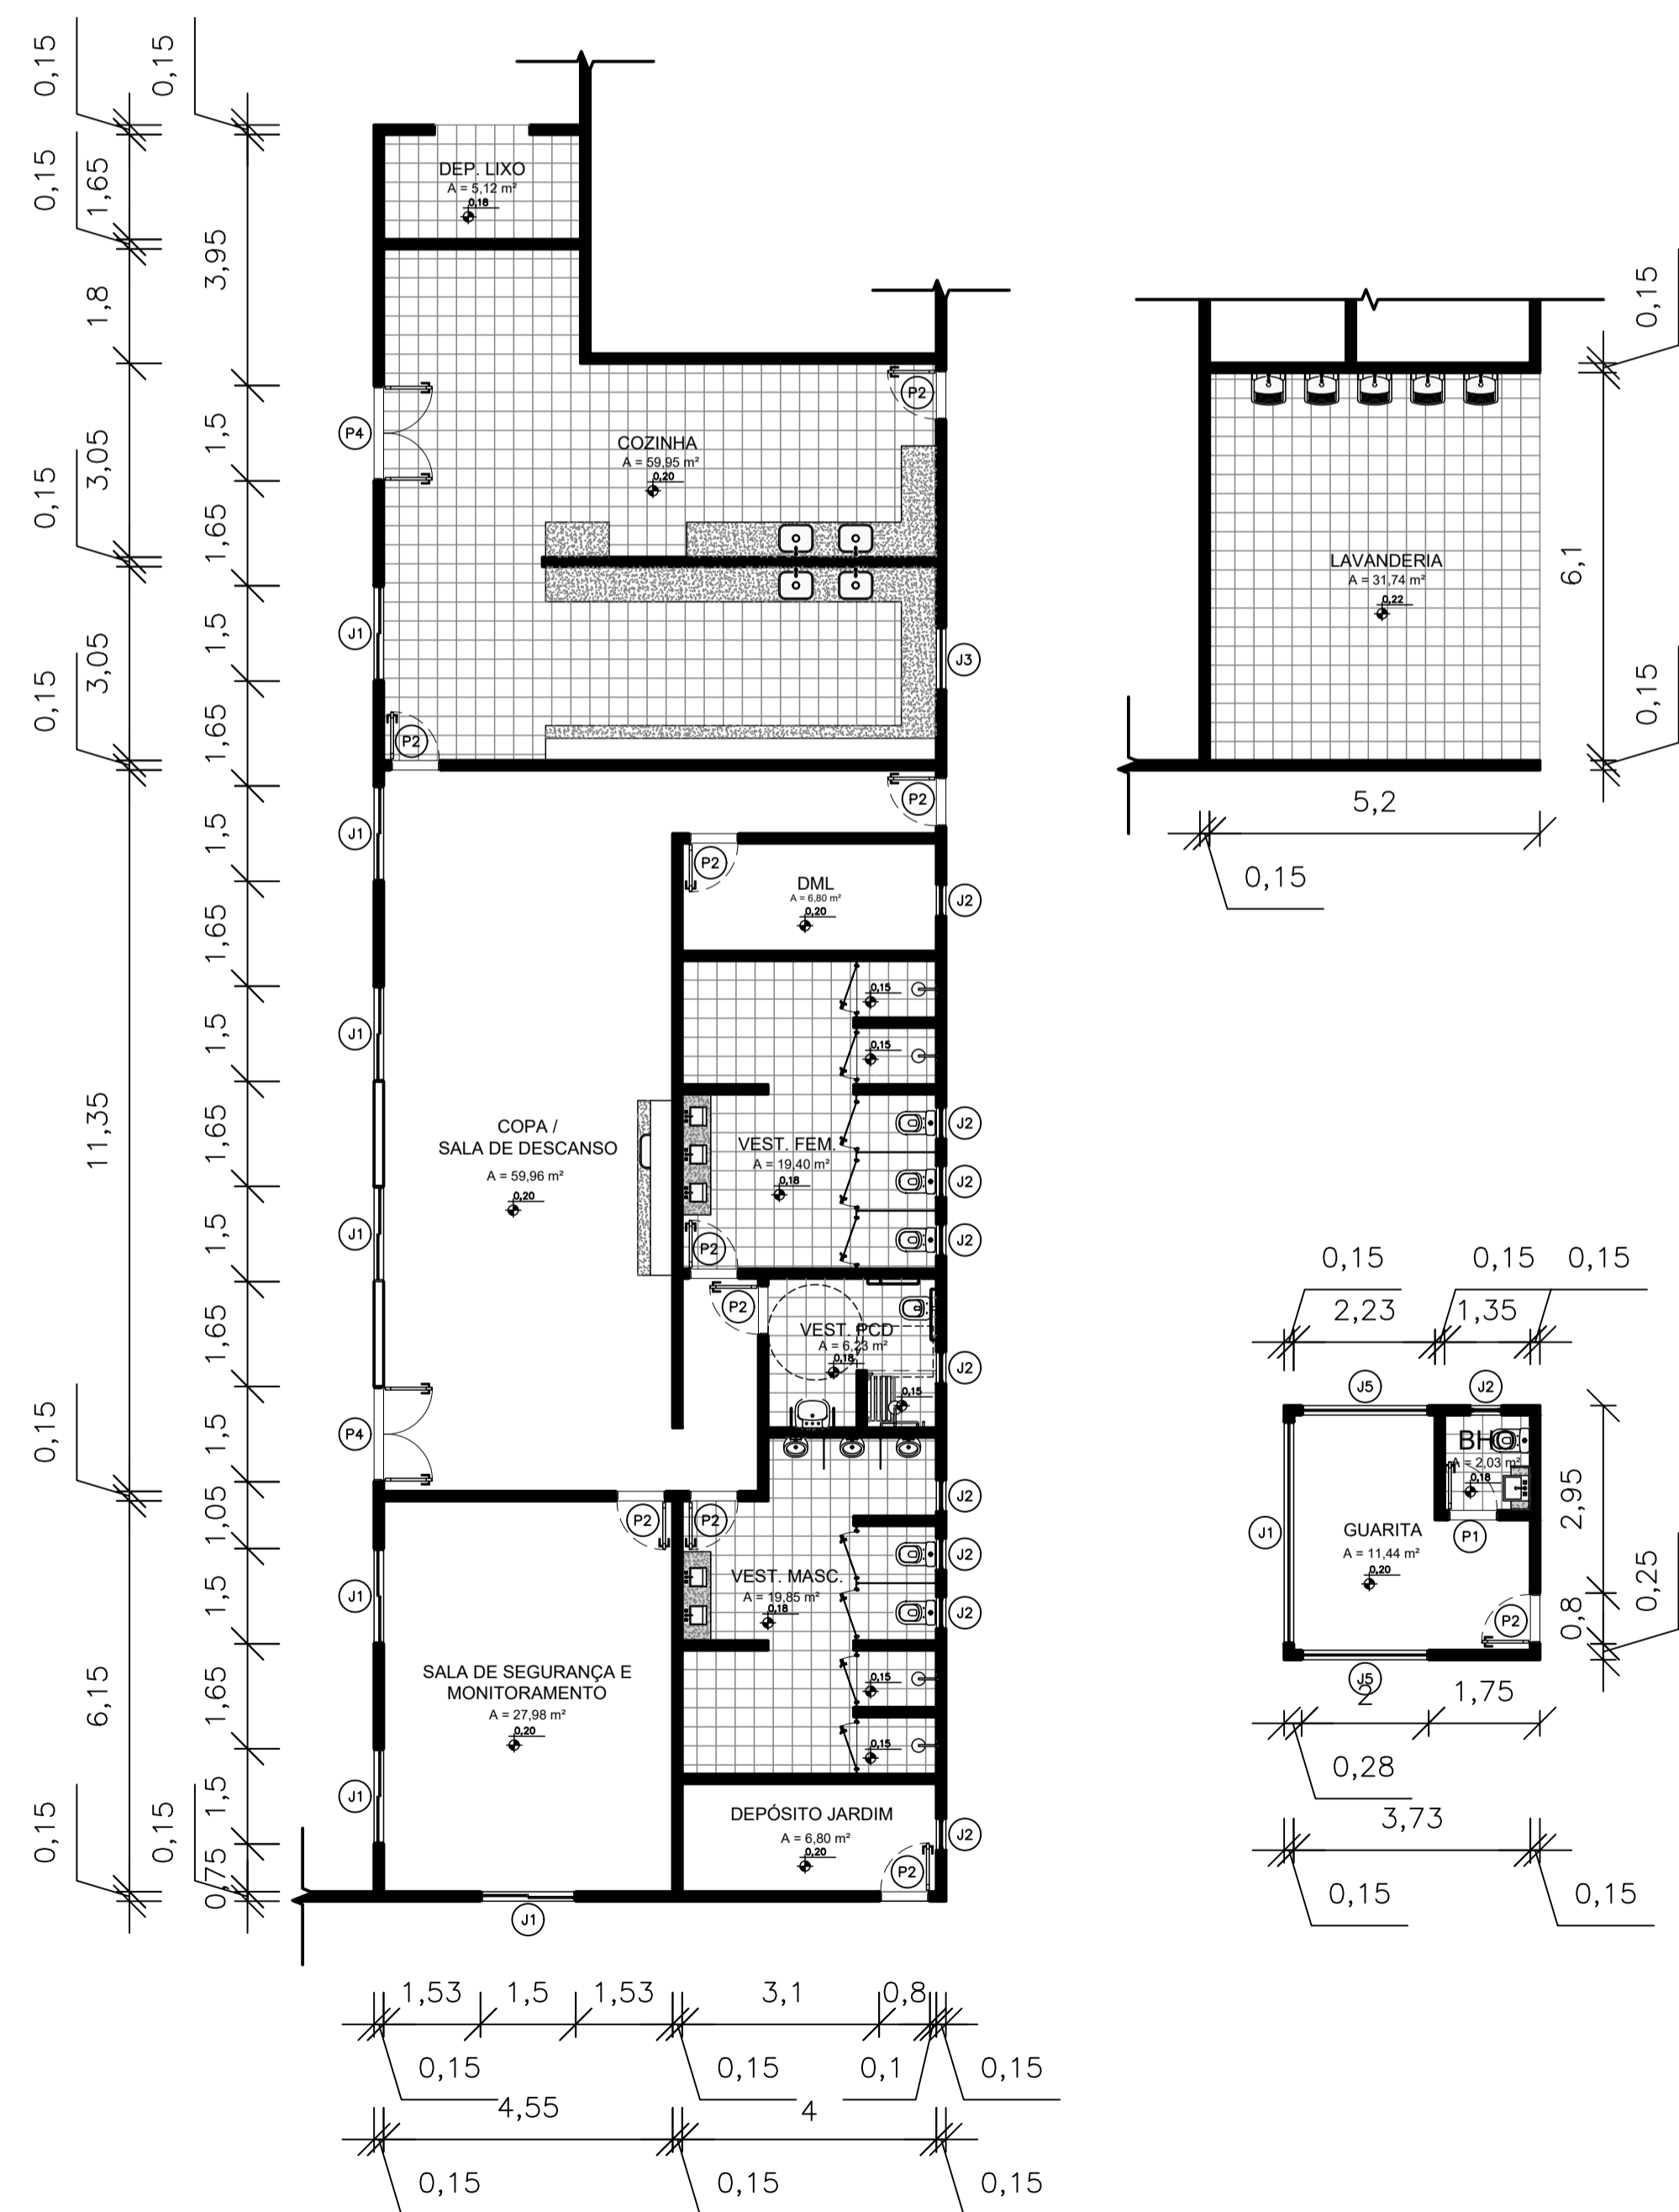 0,15
0,15
0,15
1,65
1,8
3,95
0,15
3,05
1,5
1,65
0,15
3,05
1,5
1,65
1,5
1,65
1,5
11,35
1,65
1,5
1,65
0,15
1,5
1,05
1,5
6,15
1,65
0,15
0,15
1,5
0,75
DEP. LIXO
A = 5,12 m²
0,18
P4
P2
COZINHA
A = 59,95 m²
0,20
J1
J3
P2
J1
P2
P2
DML
A = 6,80 m²
0,20
J2
J1
0,15
0,15
COPA /
SALA DE DESCANSO
A = 59,96 m²
0,20
J1
VEST. FEM.
A = 19,40 m²
0,18
J2
J2
J2
P2
P2
VEST. PCD
A = 6,23 m²
0,18
0,15
J2
P4
P2
P2
J2
J2
J2
J1
VEST. MASC.
A = 19,85 m²
0,18
0,15
0,15
SALA DE SEGURANÇA E
MONITORAMENTO
A = 27,98 m²
0,20
J1
DEPÓSITO JARDIM
A = 6,80 m²
0,20
J2
P2
J1
1,53
1,5
1,53
3,1
0,8
0,15
0,15
0,1
0,15
4,55
4
0,15
0,15
0,15
LAVANDERIA
A = 31,74 m²
0,22
0,15
6,1
0,15
5,2
0,15
0,15
0,15
0,15
2,23
1,35
J5
J2
J1
BHO
A = 2,03 m²
0,18
GUARITA
A = 11,44 m²
0,20
P1
P2
J5
2,95
0,25
0,8
2
1,75
0,28
3,73
0,15
0,15